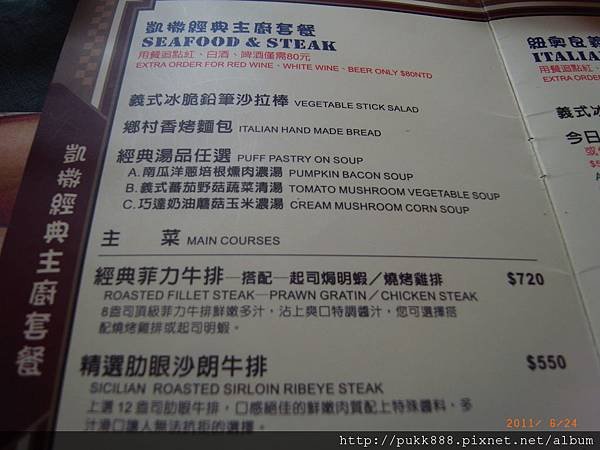 凱撒經典主廚套餐
SEAFOOD & STEAK
用餐追點紅、白酒、啤酒僅需80元
EXTRA ORDER FOR RED WINE、WHITE WINE、BEER ONLY $80NTD
義式冰脆鉛筆沙拉棒 VEGETABLE STICK SALAD
鄉村香烤麵包 ITALIAN HAND MADE BREAD
經典湯品任選 PUFF PASTRY ON SOUP
A.南瓜洋蔥培根燻肉濃湯 PUMPKIN BACON SOUP
B.義式蕃茄野菇蔬菜清湯 TOMATO MUSHROOM VEGETABLE SOUP
C.巧達奶油蘑菇玉米濃湯 CREAM MUSHROOM CORN SOUP
主 菜 MAIN COURSES
經典菲力牛排—搭配—起司焗明蝦／燒烤雞排 $720
ROASTED FILLET STEAK—PRAWN GRATIN／CHICKEN STEAK
8盎司頂級菲力牛排鮮嫩多汁，沾上爽口特調醬汁，您可選擇搭
配燒烤雞排或起司明蝦。
精選肋眼沙朗牛排 $550
SICILIAN ROASTED SIRLOIN RIBEYE STEAK
上選12盎司肋眼牛排，口感絕佳的鮮嫩肉質配上特殊醬料，多
汁滑口讓人無法抗拒的選擇。
凱撒經典主廚套餐
紐奧良義
ITALIAN
用餐追點紅
EXTRA ORDER
義式冰
今日
2011/ 6/24
http://pukk888.pixnet.net/album